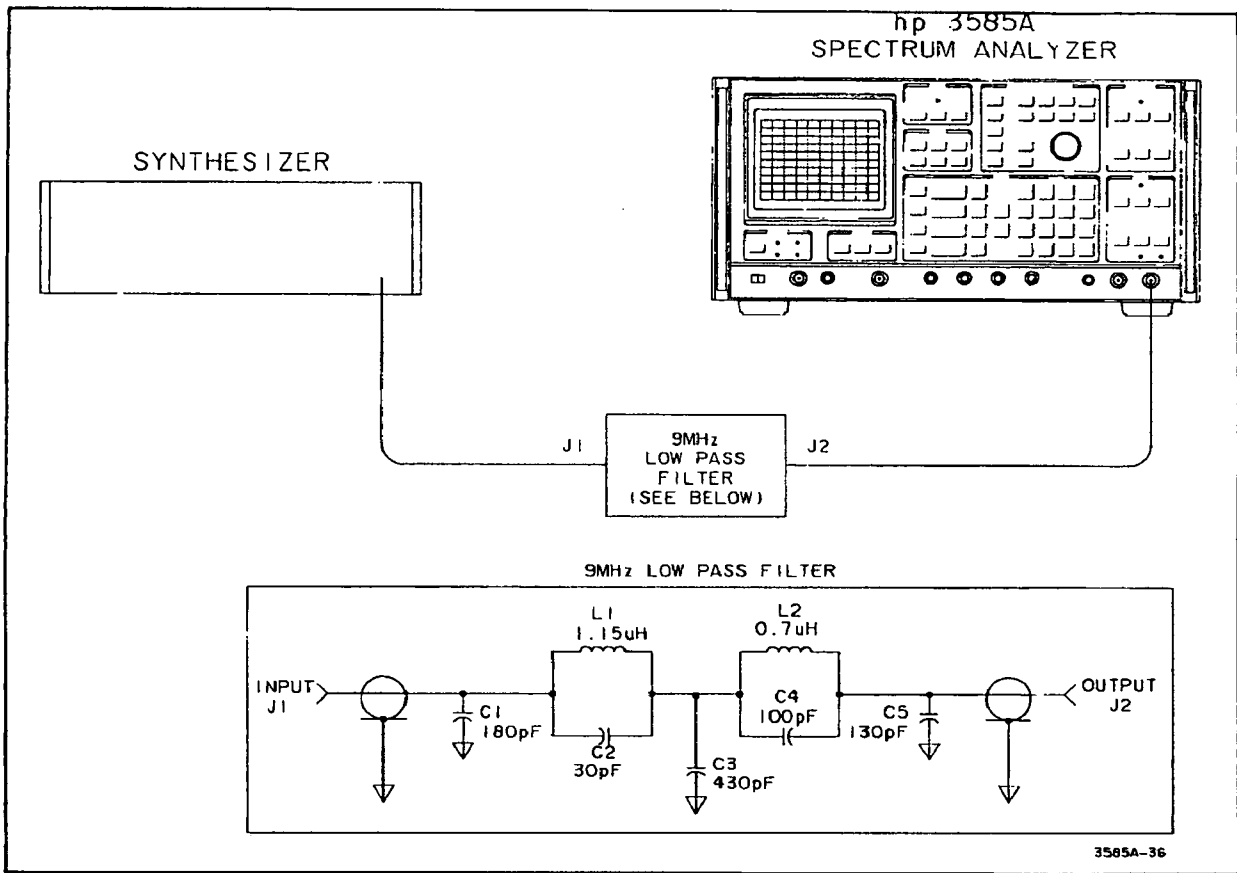 hp 3585A
SPECTRUM ANALYZER
SYNTHESIZER
J1
9MHz
LOW PASS
FILTER
(SEE BELOW)
J2
9MHz LOW PASS FILTER
L1
1.15uH
L2
0.7uH
INPUT
J1
C1
180pF
C2
30pF
C3
430pF
C4
100pF
C5
130pF
OUTPUT
J2
3585A-36